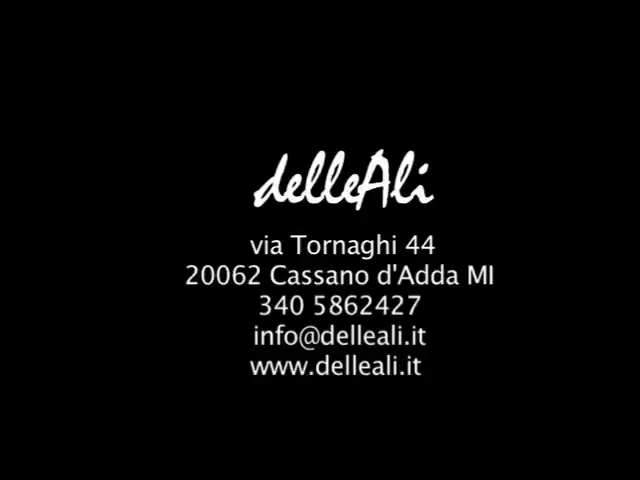 delleAli
via Tornaghi 44
20062 Cassano d'Adda MI
340 5862427
info@delleali.it
www.delleali.it